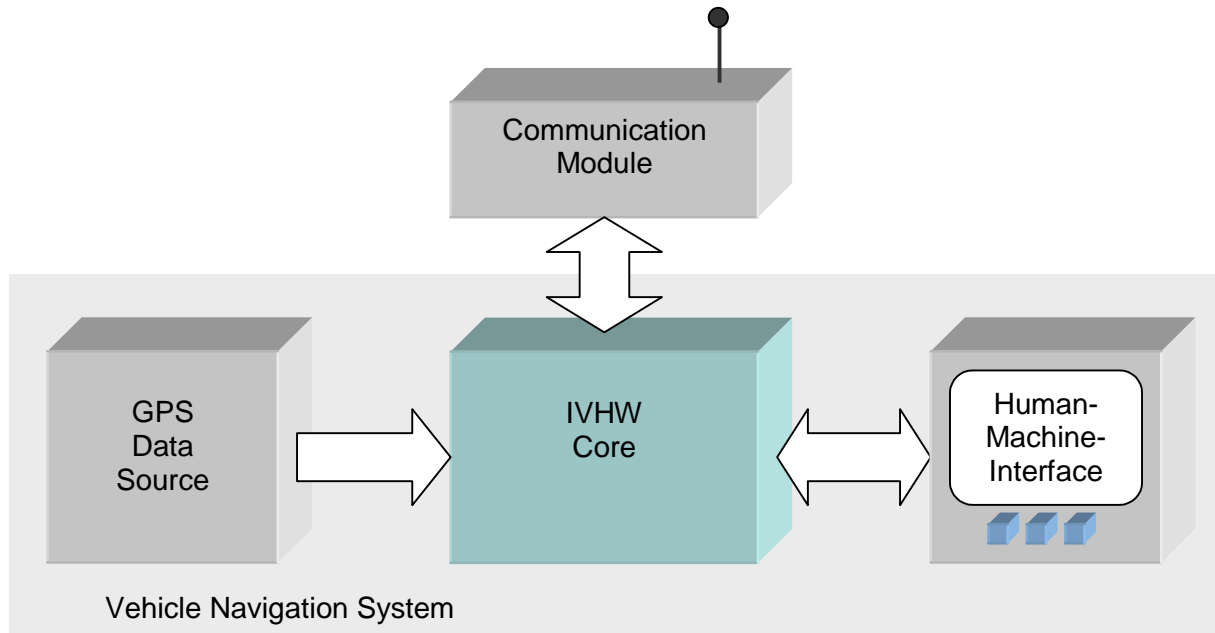 Communication
Module
GPS
Data
Source
IVHW
Core
Human-
Machine-
Interface
Vehicle Navigation System